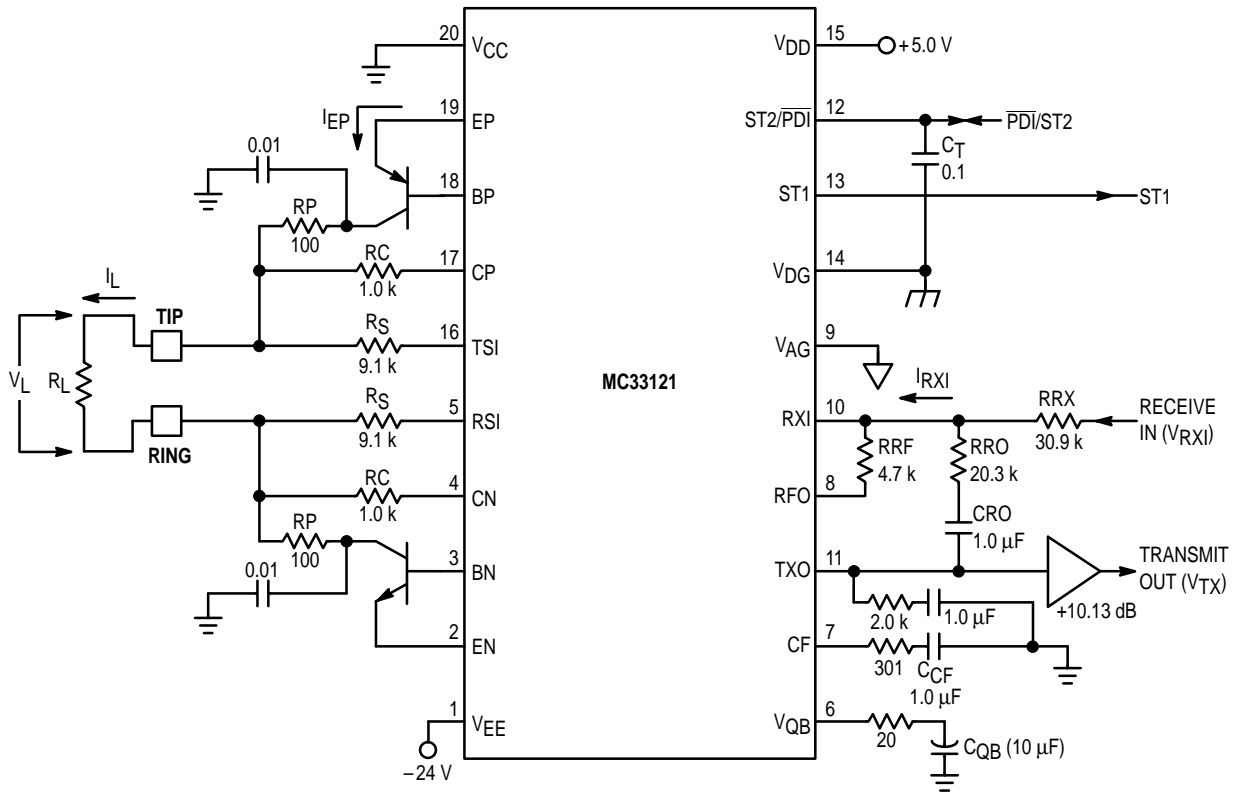 20
VCC
VDD
15
+5.0 V
IEP
19
EP
ST2/PDI
12
PDI/ST2
0.01
CT
0.1
18
BP
ST1
13
ST1
RP
100
RC
1.0 k
17
CP
VDG
14
IL
TIP
RS
9.1 k
16
TSI
VAG
9
VL
RL
MC33121
IRXI
RS
9.1 k
5
RSI
RXI
10
RRX
30.9 k
RECEIVE
IN (VRXI)
RING
RRF
4.7 k
RRO
20.3 k
RC
1.0 k
4
CN
RFO
8
RP
100
CRO
1.0 µF
0.01
3
BN
TXO
11
TRANSMIT
OUT (VTX)
+10.13 dB
2.0 k
1.0 µF
2
EN
CF
7
301
CCF
1.0 µF
1
VEE
–24 V
VQB
6
20
CQB (10 µF)